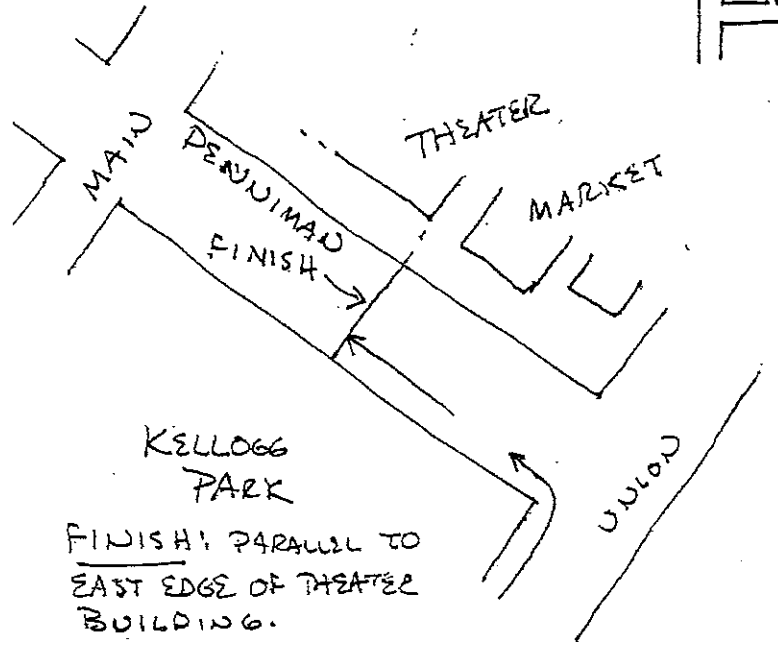 THEATER
MAIN
PENNIMAN
MARKET
FINISH
KELLOGG
PARK
UNION
FINISH: PARALLEL TO
EAST EDGE OF THEATER
BUILDING.